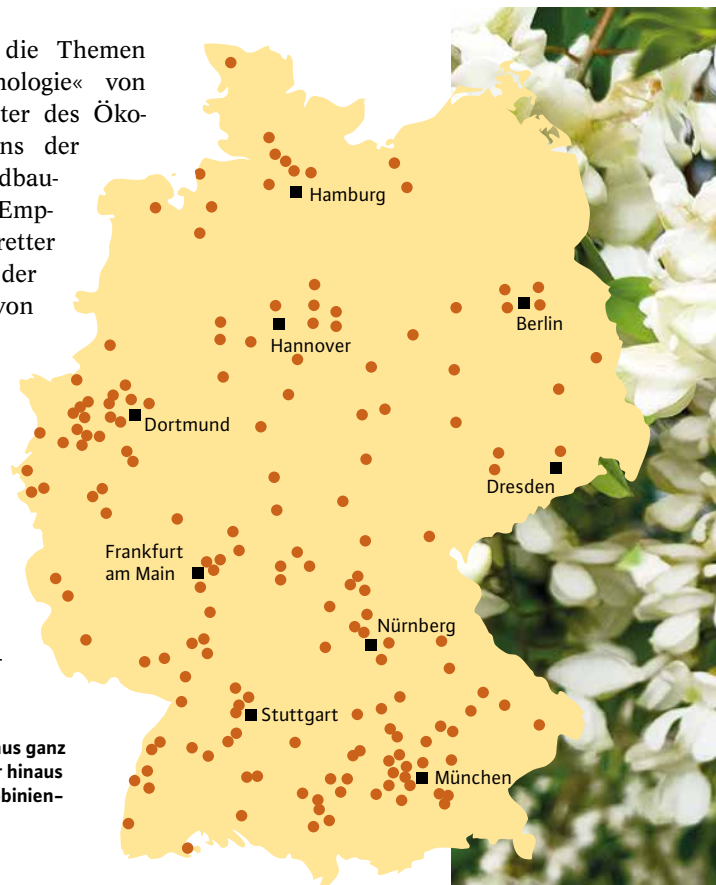 die Themen
nologie« von
ter des Öko-
ns der
dbau-
Emp-
retter
der
von
Hamburg
Berlin
Hannover
Dortmund
Dresden
Frankfurt
am Main
Nürnberg
Stuttgart
München
aus ganz
r hinaus
binien–